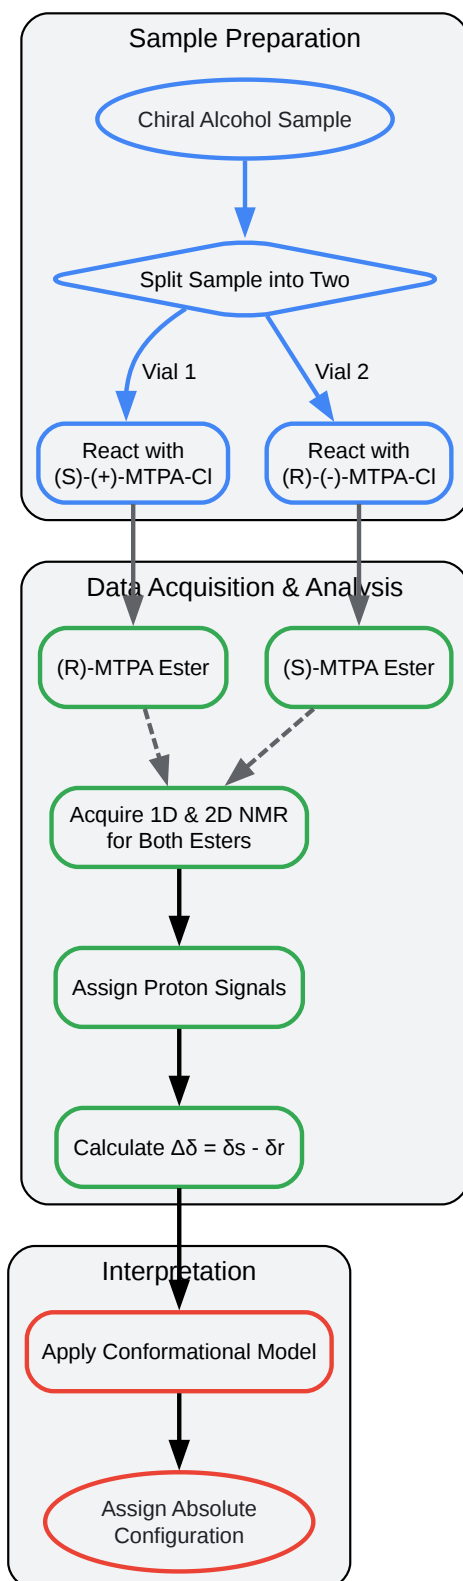 Sample Preparation
Chiral Alcohol Sample
Split Sample into Two
Vial 1
Vial 2
React with
(S)-(+)-MTPA-Cl
React with
(R)-(-)-MTPA-Cl
Data Acquisition & Analysis
(R)-MTPA Ester
(S)-MTPA Ester
Acquire 1D & 2D NMR
for Both Esters
Assign Proton Signals
Calculate Δδ = δs - δr
Interpretation
Apply Conformational Model
Assign Absolute
Configuration